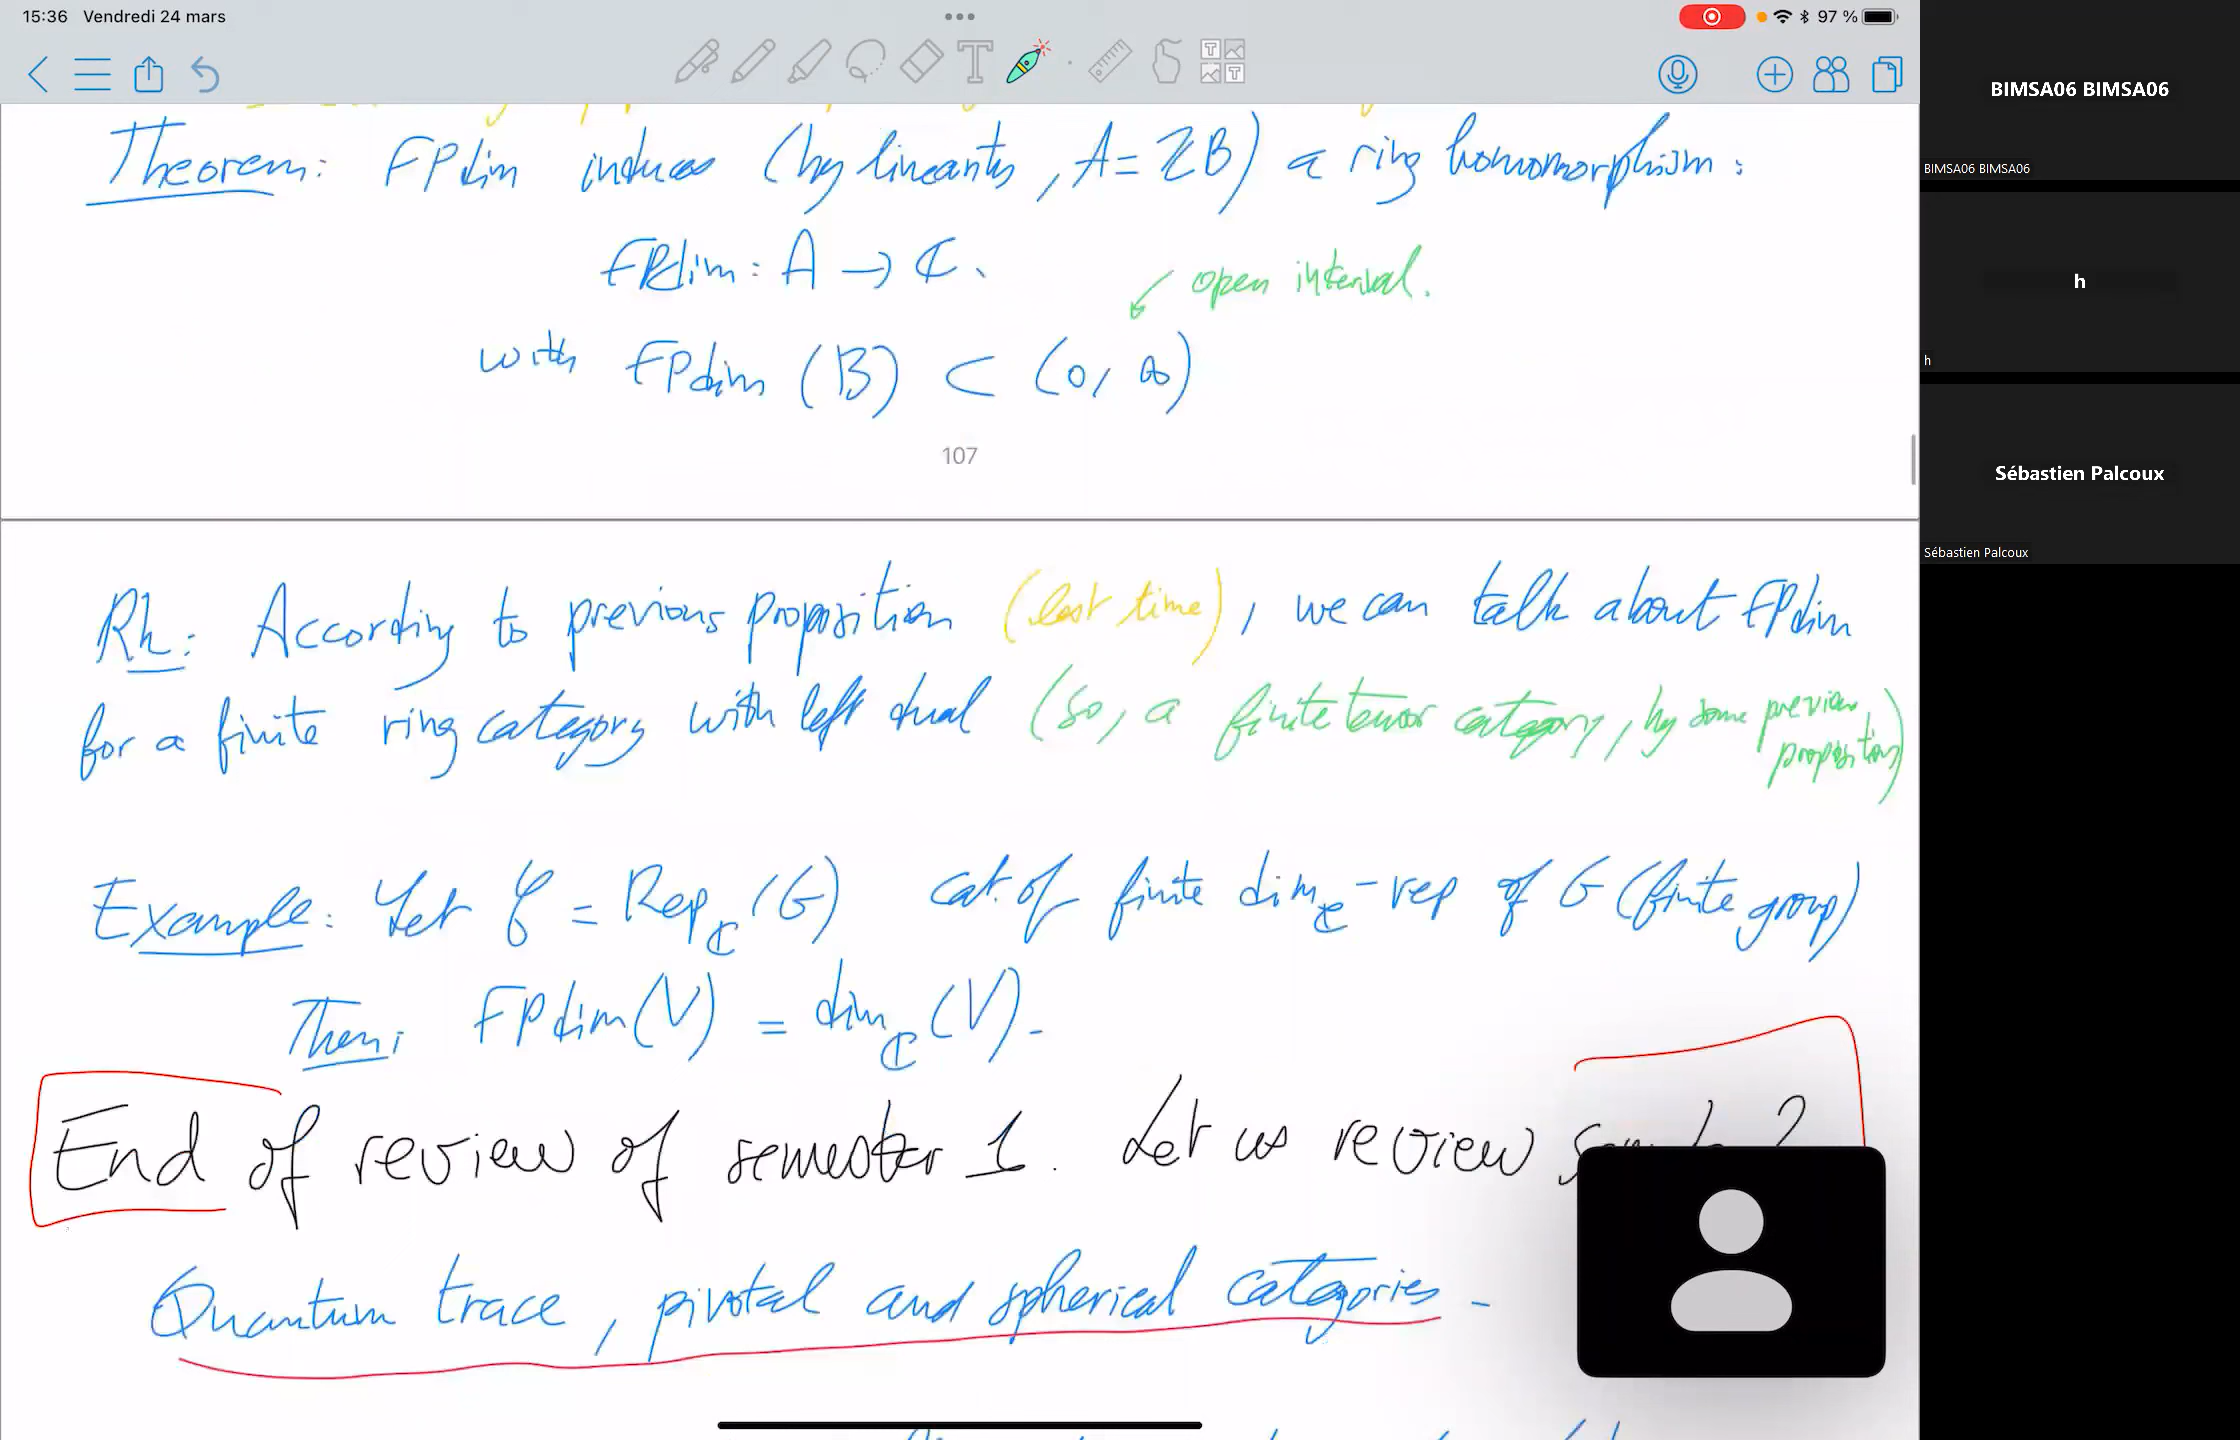 15:36 Vendredi 24 mars
97 %
BIMSA06 BIMSA06
BIMSA06 BIMSA06
h
h
Sébastien Palcoux
Sébastien Palcoux
Theorem: FPdim induces (by linearity, A = ZB) a ring homomorphism:
FPdim: A → ℂ.
open interval.
with FPdim (B) ⊂ (0, ∞)
107
Rk: According to previous proposition (last time), we can talk about FPdim
for a finite ring category with left dual (so, a finite tensor category, by some previous propositions)
Example: Let 𝒞 = Rep_ℂ(G) cat. of finite dim_ℂ-rep of G (finite group)
Then: FPdim(V) = dim_ℂ(V).
End of review of semester 1. Let us review 2
Quantum trace, pivotal and spherical categories.